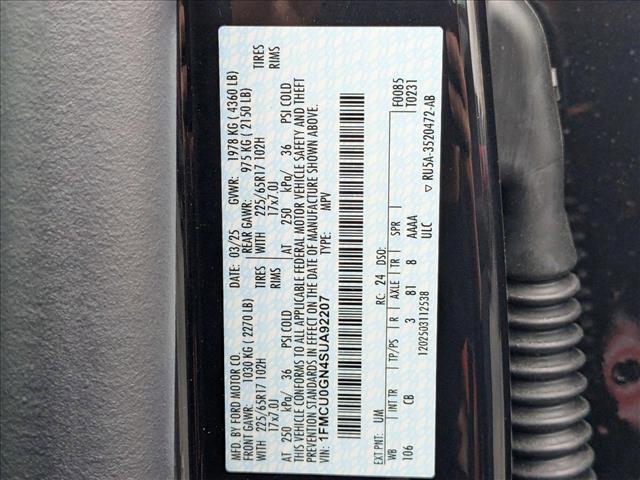 MFD. BY FORD MOTOR CO.
DATE: 03/25 GVWR: 1978 KG ( 4360 LB)
FRONT GAWR: 1030 KG ( 2270 LB) REAR GAWR: 975 KG ( 2150 LB)
WITH 225/65R17 102H TIRES WITH 225/65R17 102H TIRES
17x7.0J RIMS 17x7.0J RIMS
AT 250 kPa/ 36 PSI COLD AT 250 kPa/ 36 PSI COLD
THIS VEHICLE CONFORMS TO ALL APPLICABLE FEDERAL MOTOR VEHICLE SAFETY AND THEFT
PREVENTION STANDARDS IN EFFECT ON THE DATE OF MANUFACTURE SHOWN ABOVE.
VIN: 1FMCU0GN4SUA92207 TYPE: MPV
F0085
T0231
EXT PNT: UM RC: 24 DSO:
WB INT TR TP/PS R AXLE TR SPR
106 CB 3 81 8 AAAA
ULC
1202503112538
▽ RU5A-3520472-AB